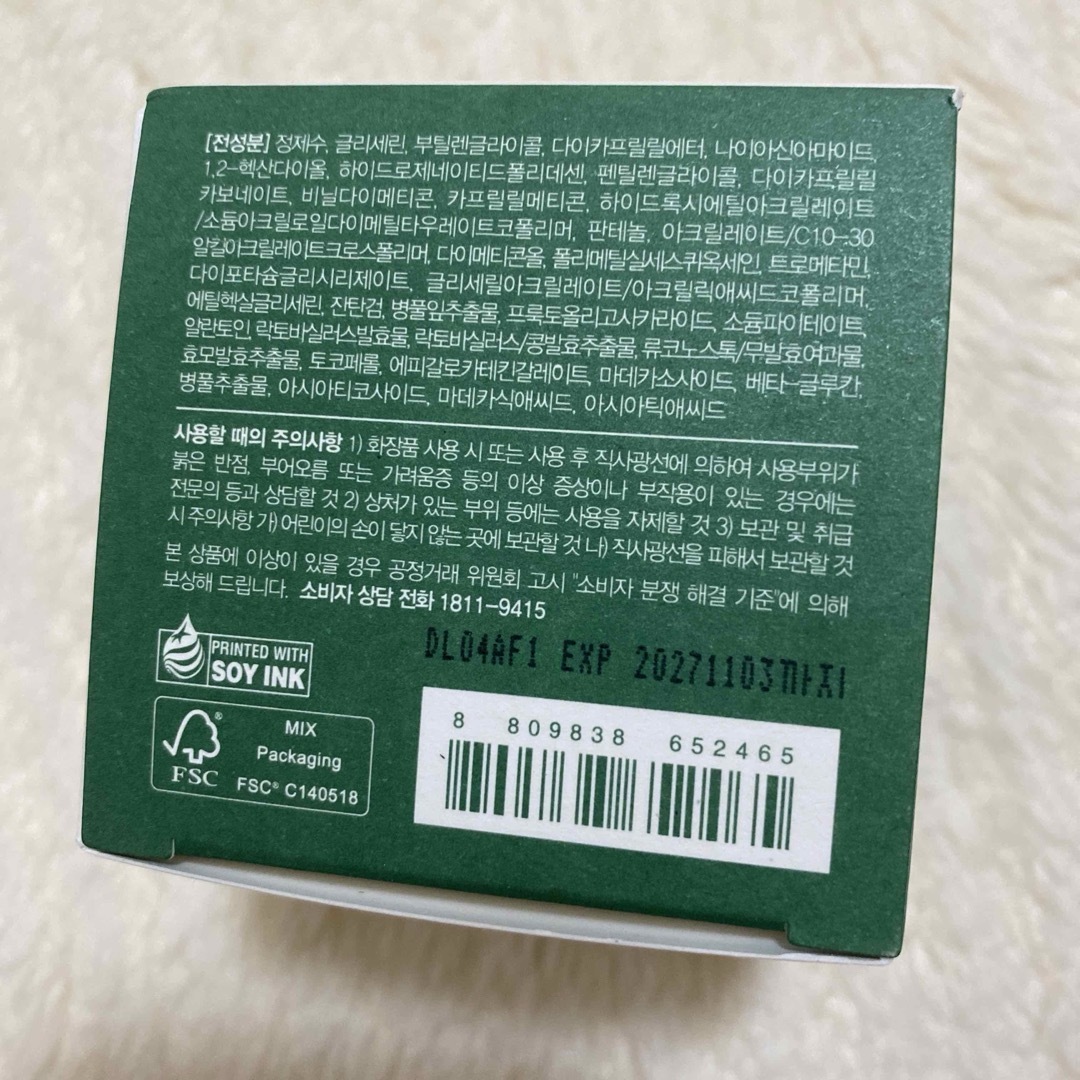 [전성분] 정제수, 글리세린, 부틸렌글라이콜, 다이카프릴릴에터, 나이아신아마이드,
1,2-헥산다이올, 하이드로제네이티드폴리데센, 펜틸렌글라이콜, 다이카프릴릴
카보네이트, 비닐다이메티콘, 카프릴릴메티콘, 하이드록시에틸아크릴레이트
/소듐아크릴로일다이메틸타우레이트코폴리머, 판테놀, 아크릴레이트/C10-30
알킬아크릴레이트크로스폴리머, 다이메티콘올, 폴리메틸실세스퀴옥세인, 트로메타민,
다이포타슘글리시리제이트, 글리세릴아크릴레이트/아크릴릭애씨드코폴리머,
에틸헥실글리세린, 잔탄검, 병풀잎추출물, 프룩토올리고사카라이드, 소듐파이테이트,
알란토인, 락토바실러스발효물, 락토바실러스/콩발효추출물, 류코노스톡/무발효여과물,
효모발효추출물, 토코페롤, 에피갈로카테킨갈레이트, 마데카소사이드, 베타-글루칸,
병풀추출물, 아시아티코사이드, 마데카식애씨드, 아시아틱애씨드
사용할 때의 주의사항 1) 화장품 사용 시 또는 사용 후 직사광선에 의하여 사용부위가
붉은 반점, 부어오름 또는 가려움증 등의 이상 증상이나 부작용이 있는 경우에는
전문의 등과 상담할 것 2) 상처가 있는 부위 등에는 사용을 자제할 것 3) 보관 및 취급
시 주의사항 가) 어린이의 손이 닿지 않는 곳에 보관할 것 나) 직사광선을 피해서 보관할 것
본 상품에 이상이 있을 경우 공정거래 위원회 고시 "소비자 분쟁 해결 기준"에 의해
보상해 드립니다. 소비자 상담 전화 1811-9415
DL04AF1 EXP 20271103까지
PRINTED WITH
SOY INK
MIX
Packaging
FSC® C140518
FSC
8 809838 652465